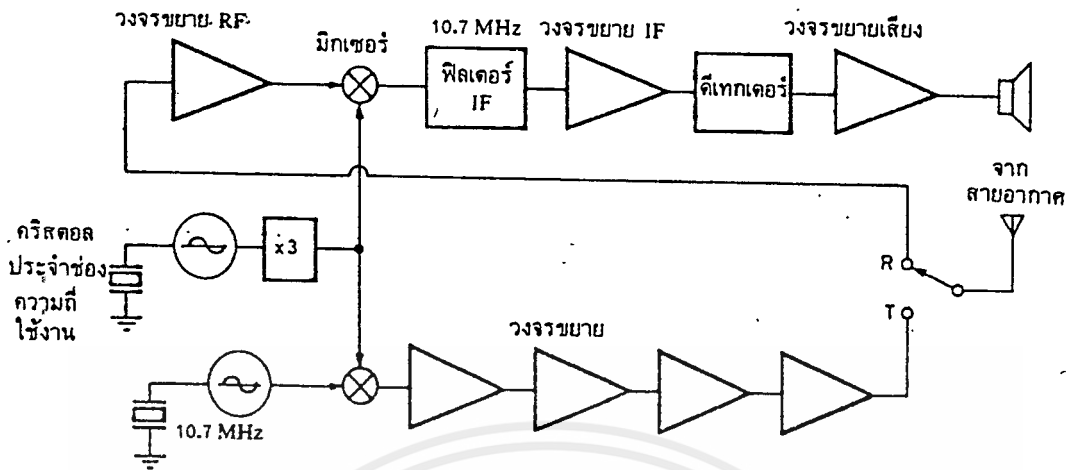 วงจรขยาย RF
มิกเซอร์
10.7 MHz
วงจรขยาย IF
วงจรขยายเสียง
ฟิลเตอร์
IF
ดีเทกเตอร์
จาก
สายอากาศ
คริสตอล
ประจำช่อง
ความถี่
ใช้งาน
x3
R
T
วงจรขยาย
10.7 MHz